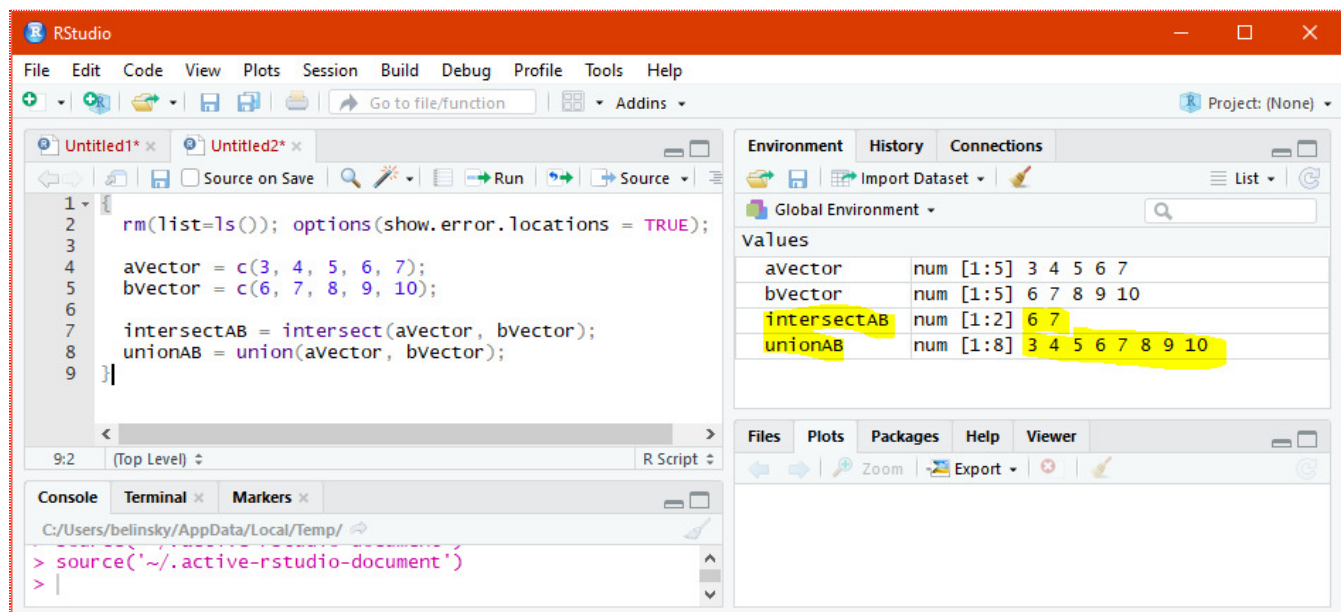 RStudio
File Edit Code View Plots Session Build Debug Profile Tools Help
Go to file/function Addins Project: (None)
Untitled1* Untitled2*
Source on Save Run Source
1 {
2 rm(list=ls()); options(show.error.locations = TRUE);
3
4 aVector = c(3, 4, 5, 6, 7);
5 bVector = c(6, 7, 8, 9, 10);
6
7 intersectAB = intersect(aVector, bVector);
8 unionAB = union(aVector, bVector);
9 }
9:2 (Top Level) R Script
Console Terminal Markers
C:/Users/belinsky/AppData/Local/Temp/
> source('~/.active-rstudio-document')
>
Environment History Connections
Import Dataset List
Global Environment
Values
aVector num [1:5] 3 4 5 6 7
bVector num [1:5] 6 7 8 9 10
intersectAB num [1:2] 6 7
unionAB num [1:8] 3 4 5 6 7 8 9 10
Files Plots Packages Help Viewer
Zoom Export